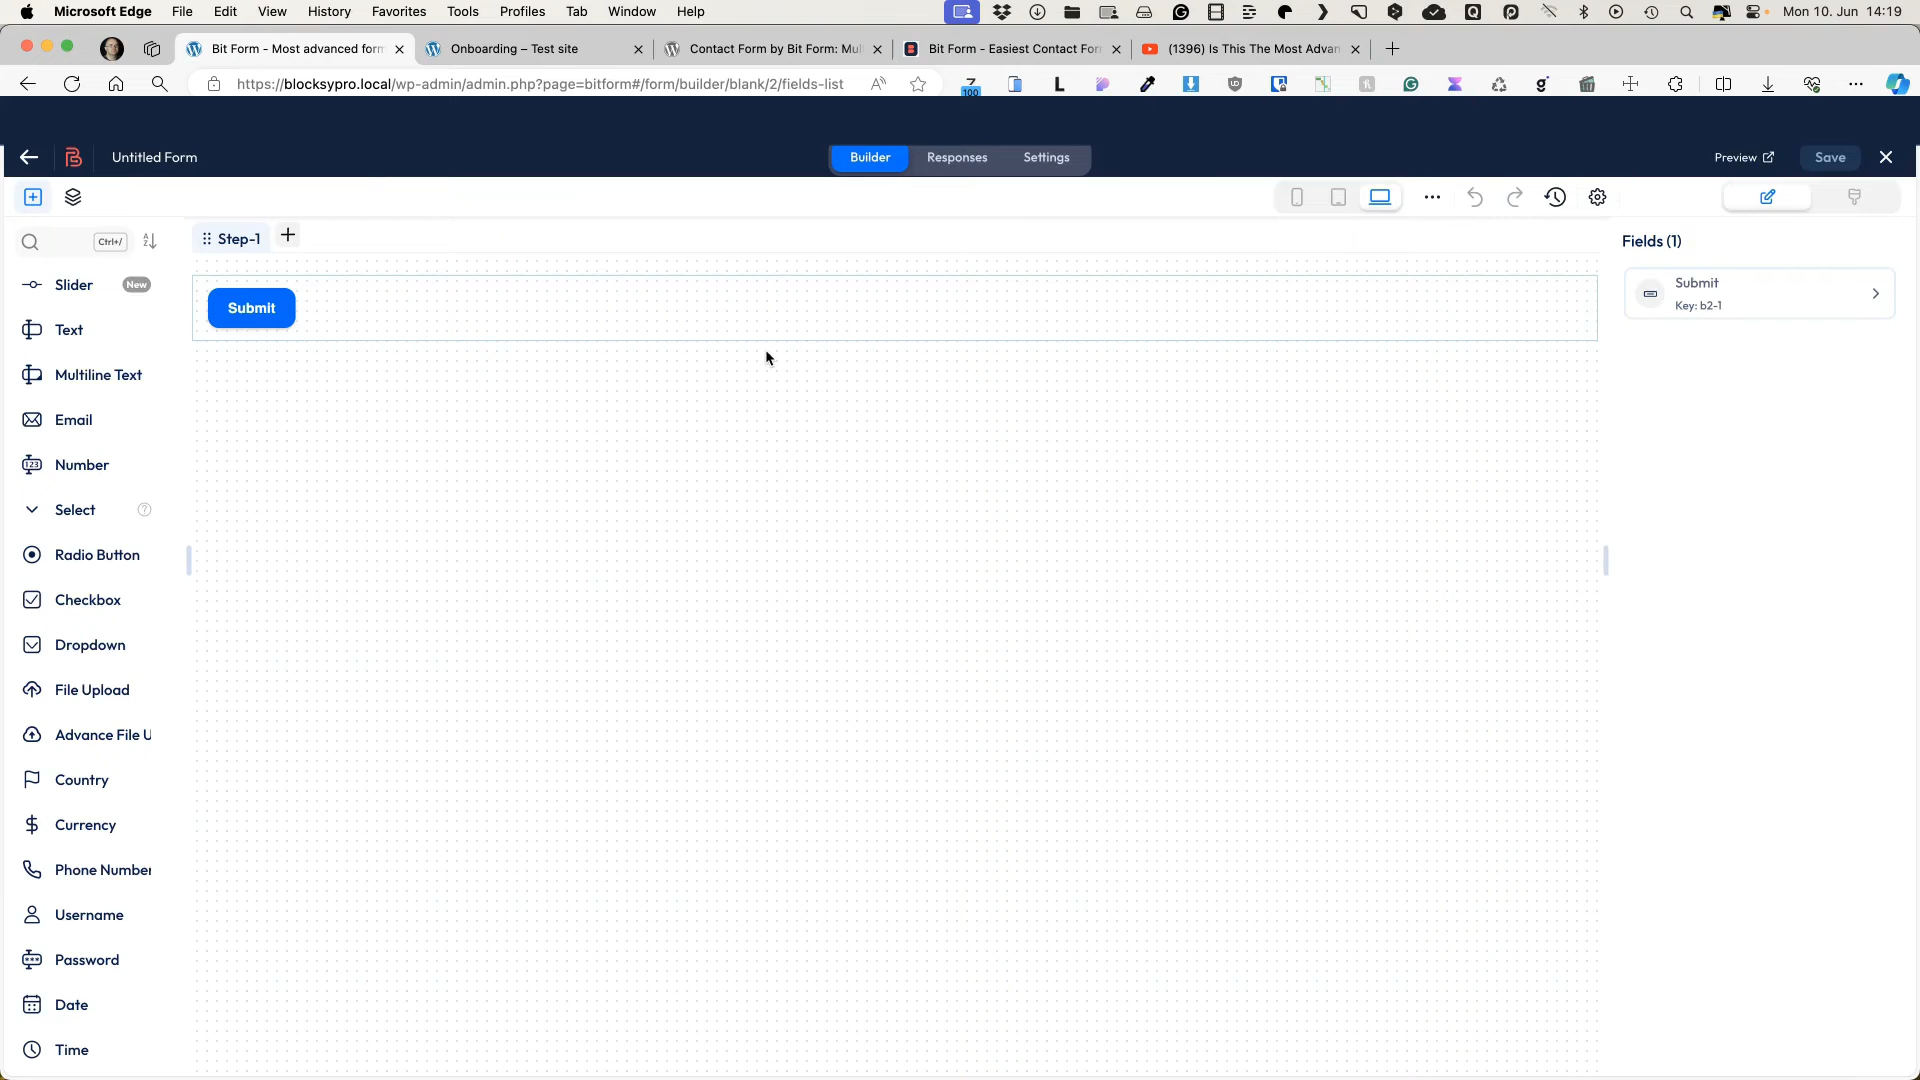 Microsoft Edge File Edit View History Favorites Tools Profiles Tab Window Help Mon 10. Jun 14:19
Bit Form - Most advanced form Onboarding – Test site Contact Form by Bit Form: Mul Bit Form - Easiest Contact For (1396) Is This The Most Advan
https://blocksypro.local/wp-admin/admin.php?page=bitform#/form/builder/blank/2/fields-list
100
Untitled Form Builder Responses Settings Preview Save
Ctrl+/ Step-1 Fields (1)
Slider New
Submit
Submit
Key: b2-1
Text
Multiline Text
Email
Number
Select
Radio Button
Checkbox
Dropdown
File Upload
Advance File U
Country
Currency
Phone Number
Username
Password
Date
Time